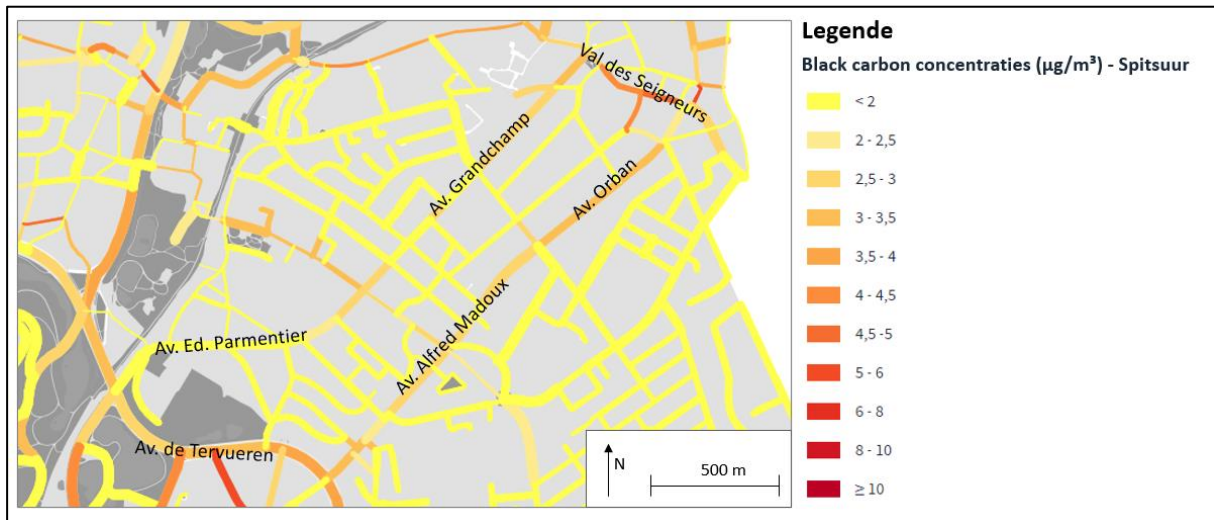 Val des Seigneurs
Av. Grandchamp
Av. Orban
Av. Ed. Parmentier
Av. Alfred Madoux
Av. de Tervueren
N
500 m
Legende
Black carbon concentraties (µg/m³) - Spitsuur
< 2
2 - 2,5
2,5 - 3
3 - 3,5
3,5 - 4
4 - 4,5
4,5 -5
5 - 6
6 - 8
8 - 10
≥ 10